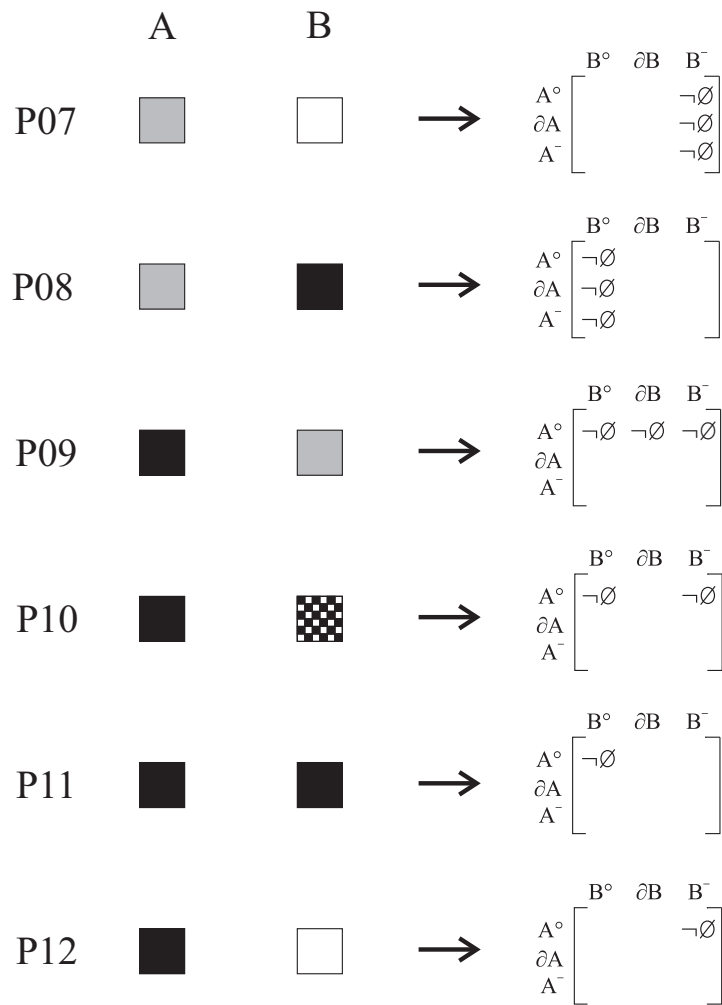 A B
B° ∂B B⁻
P07 A° ¬∅
∂A ¬∅
A⁻ ¬∅
B° ∂B B⁻
P08 A° ¬∅
∂A ¬∅
A⁻ ¬∅
B° ∂B B⁻
P09 A° ¬∅ ¬∅ ¬∅
∂A
A⁻
B° ∂B B⁻
P10 A° ¬∅ ¬∅
∂A
A⁻
B° ∂B B⁻
P11 A° ¬∅
∂A
A⁻
B° ∂B B⁻
P12 A° ¬∅
∂A
A⁻